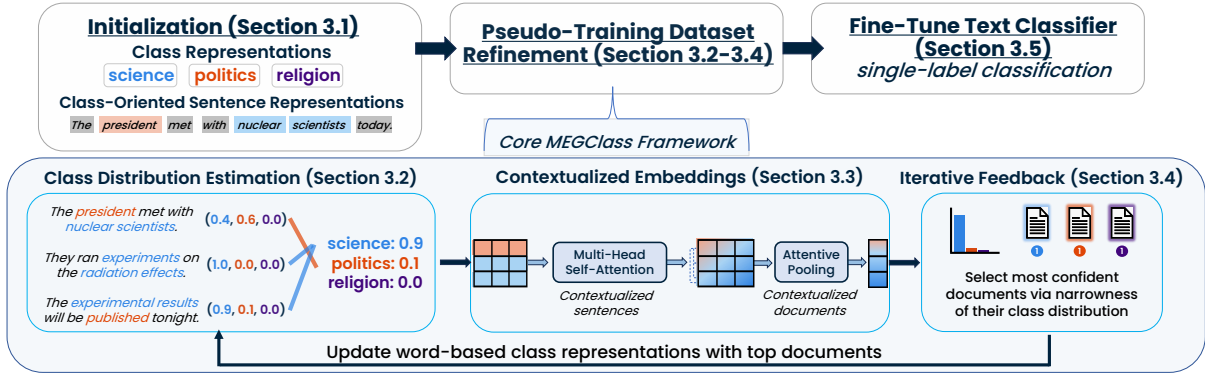 Initialization (Section 3.1)
Class Representations
science politics religion
Class-Oriented Sentence Representations
The president met with nuclear scientists today.
Pseudo-Training Dataset
Refinement (Section 3.2-3.4)
Fine-Tune Text Classifier
(Section 3.5)
single-label classification
Core MEGClass Framework
Class Distribution Estimation (Section 3.2)
The president met with
nuclear scientists.
(0.4, 0.6, 0.0)
They ran experiments on
the radiation effects.
(1.0, 0.0, 0.0)
The experimental results
will be published tonight.
(0.9, 0.1, 0.0)
science: 0.9
politics: 0.1
religion: 0.0
Contextualized Embeddings (Section 3.3)
Multi-Head
Self-Attention
Contextualized
sentences
Attentive
Pooling
Contextualized
documents
Iterative Feedback (Section 3.4)
1 1 1
Select most confident
documents via narrowness
of their class distribution
Update word-based class representations with top documents